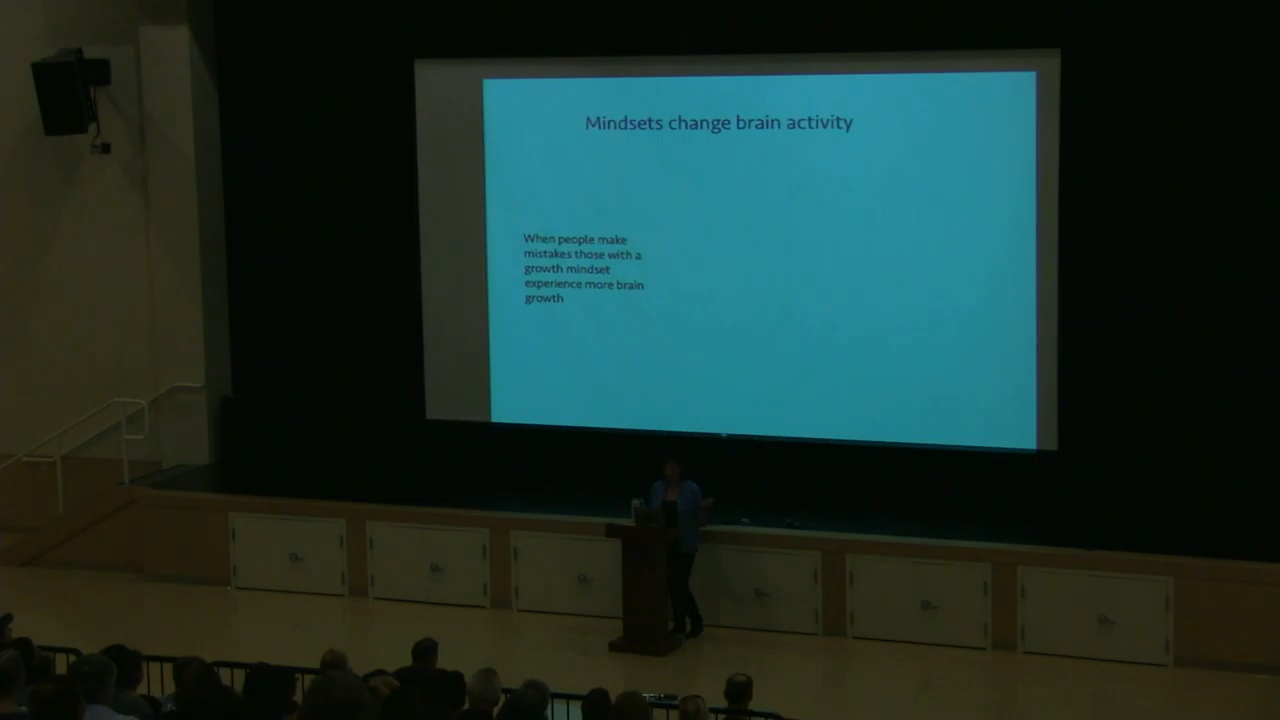 Mindsets change brain activity
When people make
mistakes those with a
growth mindset
experience more brain
growth